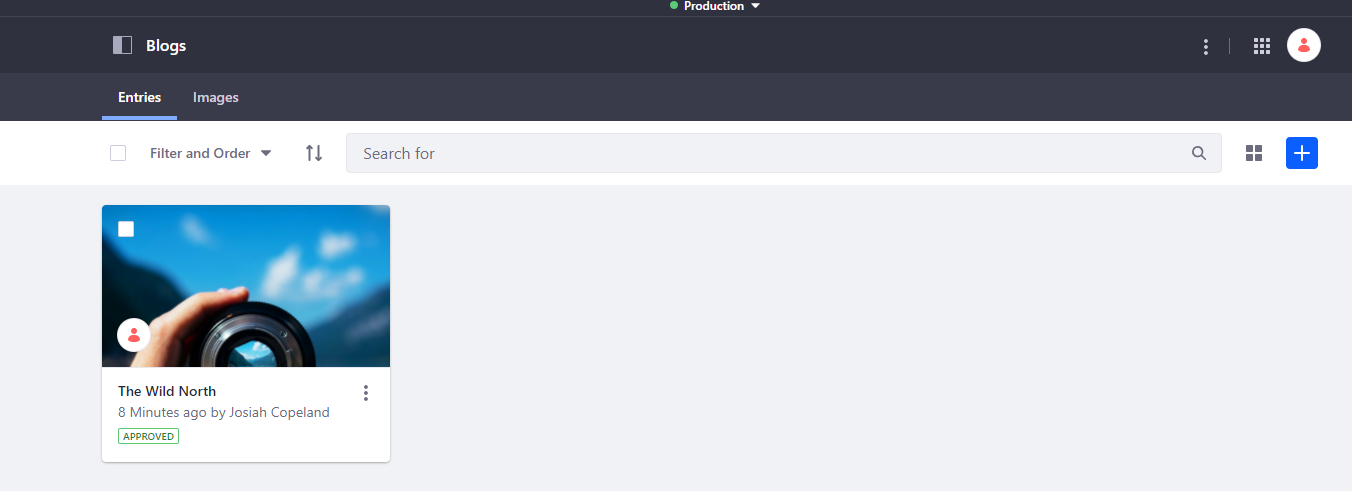 Production
Blogs
Entries Images
Filter and Order Search for
The Wild North
8 Minutes ago by Josiah Copeland
APPROVED